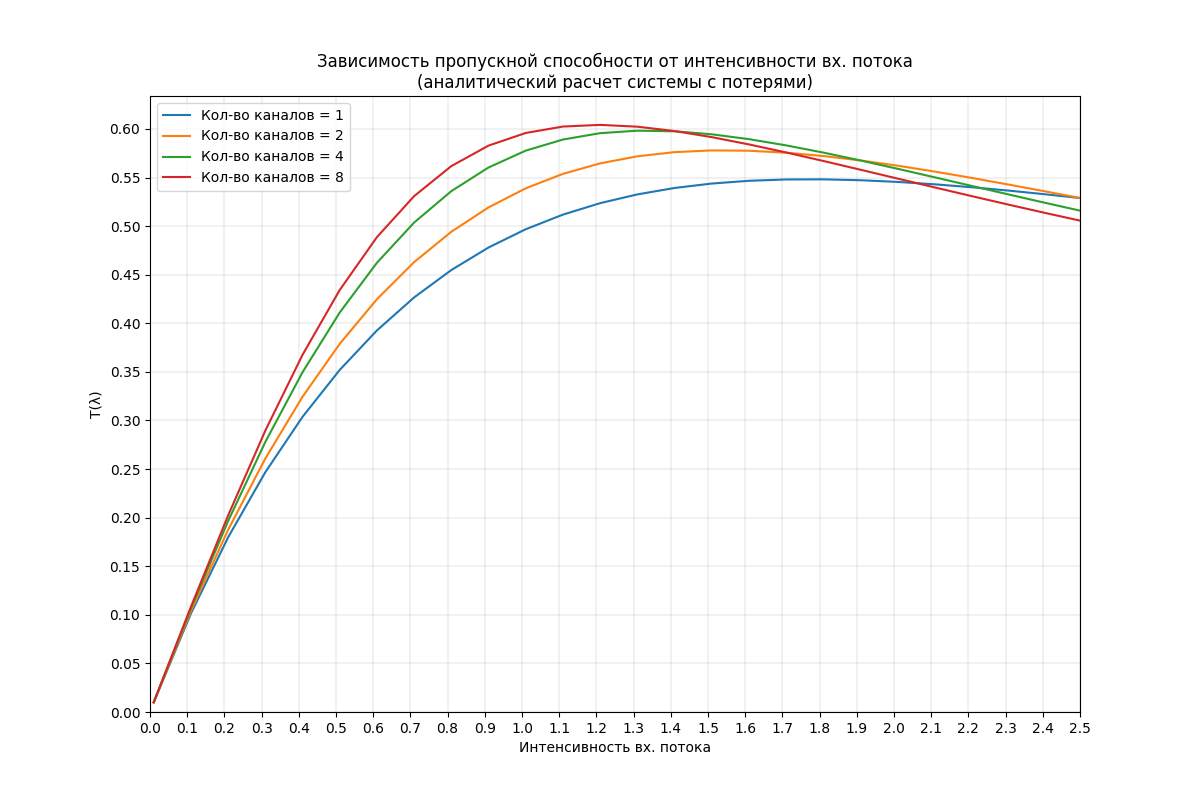 Зависимость пропускной способности от интенсивности вх. потока
(аналитический расчет системы с потерями)
Кол-во каналов = 1
Кол-во каналов = 2
Кол-во каналов = 4
Кол-во каналов = 8
0.60
0.55
0.50
0.45
0.40
0.35
0.30
0.25
0.20
0.15
0.10
0.05
0.00
T(λ)
0.0 0.1 0.2 0.3 0.4 0.5 0.6 0.7 0.8 0.9 1.0 1.1 1.2 1.3 1.4 1.5 1.6 1.7 1.8 1.9 2.0 2.1 2.2 2.3 2.4 2.5
Интенсивность вх. потока